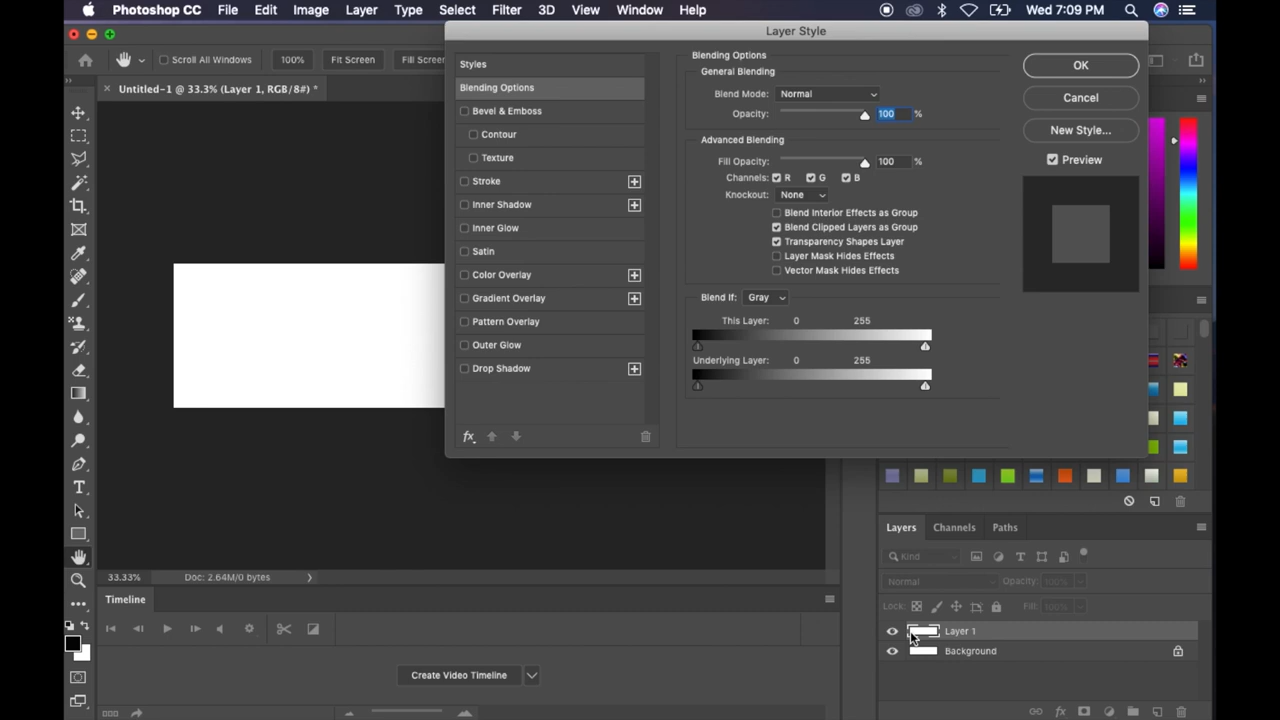 Photoshop CC File Edit Image Layer Type Select Filter 3D View Window Help Wed 7:09 PM
Layer Style
Scroll All Windows 100% Fit Screen Fill Screen
Untitled-1 @ 33.3% (Layer 1, RGB/8#) *
Styles
Blending Options
Bevel & Emboss
Contour
Texture
Stroke
Inner Shadow
Inner Glow
Satin
Color Overlay
Gradient Overlay
Pattern Overlay
Outer Glow
Drop Shadow
fx
Blending Options
General Blending
Blend Mode: Normal
Opacity: 100 %
Advanced Blending
Fill Opacity: 100 %
Channels: R G B
Knockout: None
Blend Interior Effects as Group
Blend Clipped Layers as Group
Transparency Shapes Layer
Layer Mask Hides Effects
Vector Mask Hides Effects
Blend If: Gray
This Layer: 0 255
Underlying Layer: 0 255
OK
Cancel
New Style...
Preview
33.33% Doc: 2.64M/0 bytes
Timeline
Create Video Timeline
Layers Channels Paths
Kind
Normal Opacity: 100%
Lock: Fill: 100%
Layer 1
Background
fx